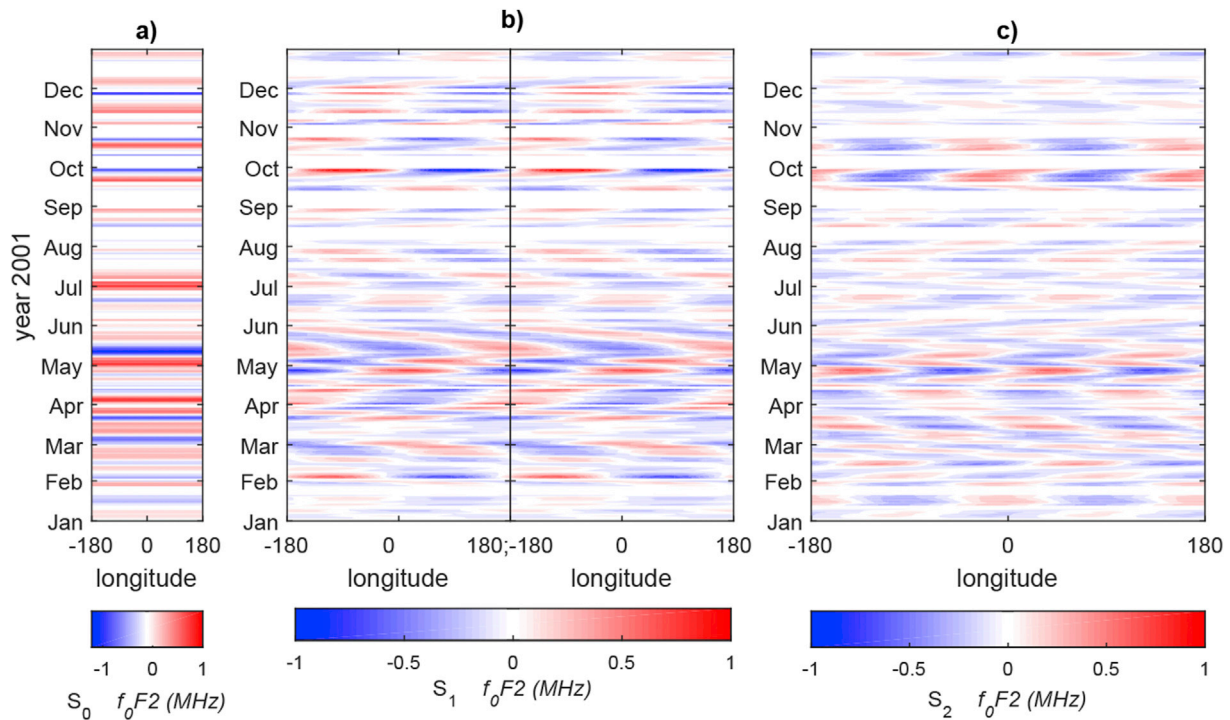 a)
b)
c)
year 2001
Dec
Nov
Oct
Sep
Aug
Jul
Jun
May
Apr
Mar
Feb
Jan
-180 0 180
longitude
Dec
Nov
Oct
Sep
Aug
Jul
Jun
May
Apr
Mar
Feb
Jan
-180 0 180;-180 0 180
longitude longitude
Dec
Nov
Oct
Sep
Aug
Jul
Jun
May
Apr
Mar
Feb
Jan
-180 0 180
longitude
-1 0 1
S₀ f₀F2 (MHz)
-1 -0.5 0 0.5 1
S₁ f₀F2 (MHz)
-1 -0.5 0 0.5 1
S₂ f₀F2 (MHz)